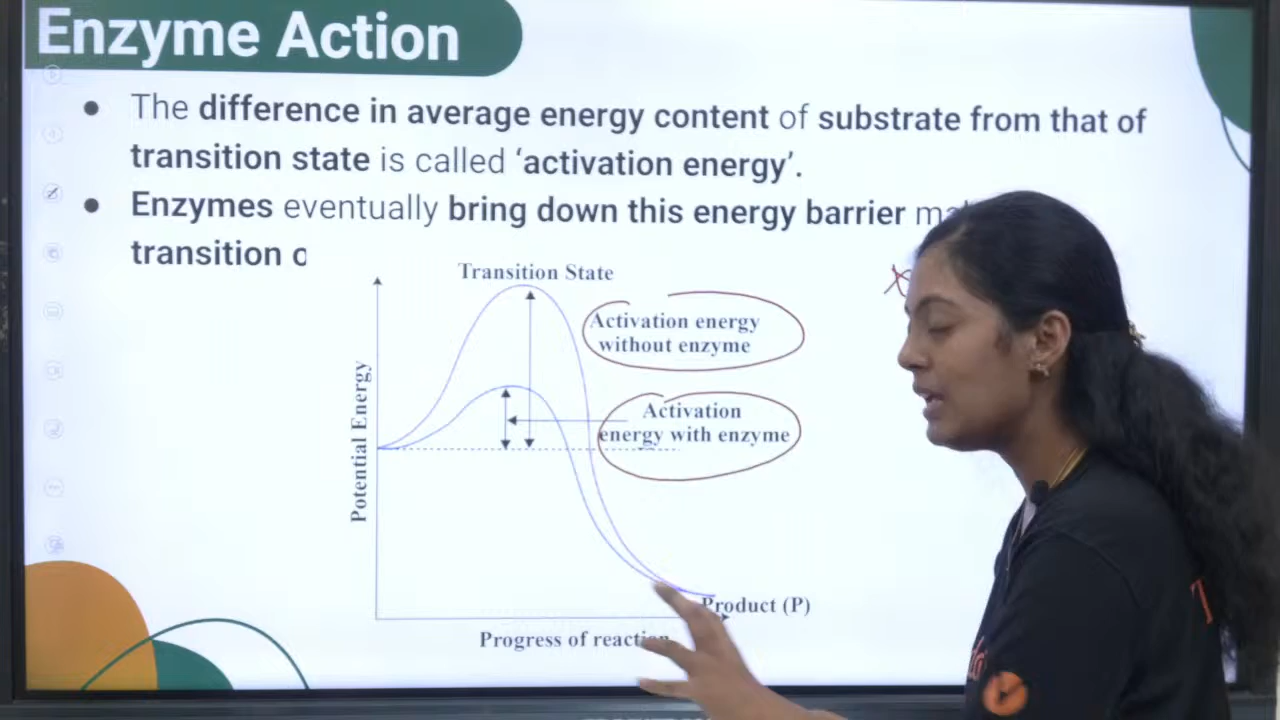 Enzyme Action
The difference in average energy content of substrate from that of
transition state is called ‘activation energy’.
Enzymes eventually bring down this energy barrier
transition
Transition State
Activation energy
without enzyme
Activation
energy with enzyme
Potential Energy
Product (P)
Progress of reaction